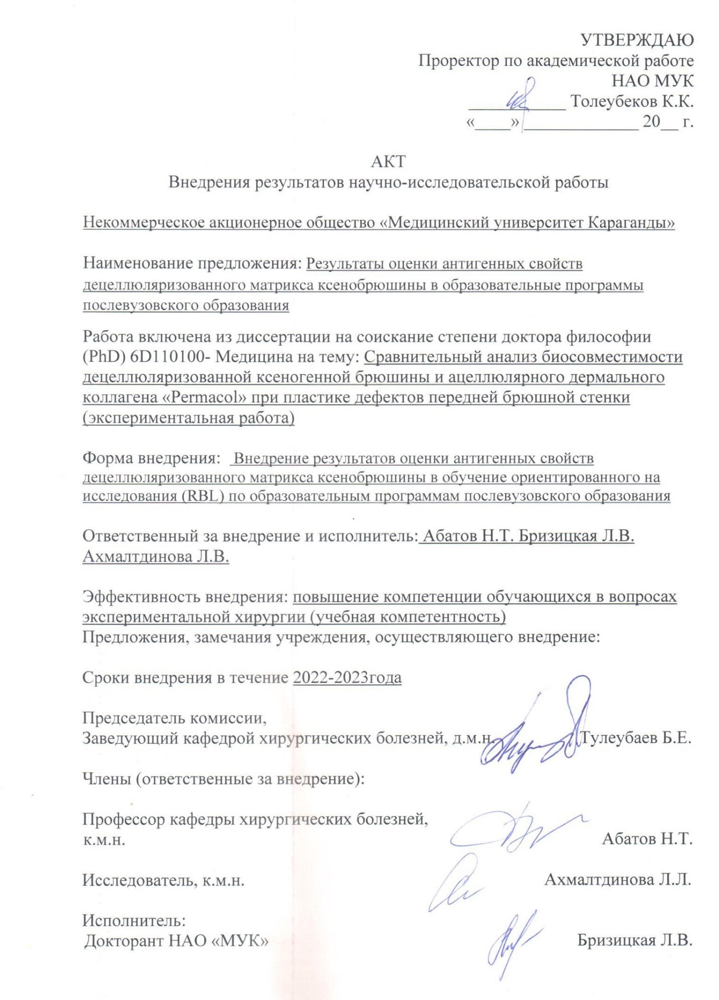 УТВЕРЖДАЮ
Проректор по академической работе
НАО МУК
____________ Толеубеков К.К.
«____»______________ 20__ г.
АКТ
Внедрения результатов научно-исследовательской работы
Некоммерческое акционерное общество «Медицинский университет Караганды»
Наименование предложения: Результаты оценки антигенных свойств
децеллюляризованного матрикса ксенобрюшины в образовательные программы
послевузовского образования
Работа включена из диссертации на соискание степени доктора философии
(PhD) 6D110100- Медицина на тему: Сравнительный анализ биосовместимости
децеллюляризованной ксеногенной брюшины и ацеллюлярного дермального
коллагена «Permacol» при пластике дефектов передней брюшной стенки
(экспериментальная работа)
Форма внедрения: Внедрение результатов оценки антигенных свойств
децеллюляризованного матрикса ксенобрюшины в обучение ориентированного на
исследования (RBL) по образовательным программам послевузовского образования
Ответственный за внедрение и исполнитель: Абатов Н.Т. Бризицкая Л.В.
Ахмалтдинова Л.В.
Эффективность внедрения: повышение компетенции обучающихся в вопросах
экспериментальной хирургии (учебная компетентность)
Предложения, замечания учреждения, осуществляющего внедрение:
Сроки внедрения в течение 2022-2023года
Председатель комиссии,
Заведующий кафедрой хирургических болезней, д.м.н. Тулеубаев Б.Е.
Члены (ответственные за внедрение):
Профессор кафедры хирургических болезней,
к.м.н. Абатов Н.Т.
Исследователь, к.м.н. Ахмалтдинова Л.Л.
Исполнитель:
Докторант НАО «МУК» Бризицкая Л.В.